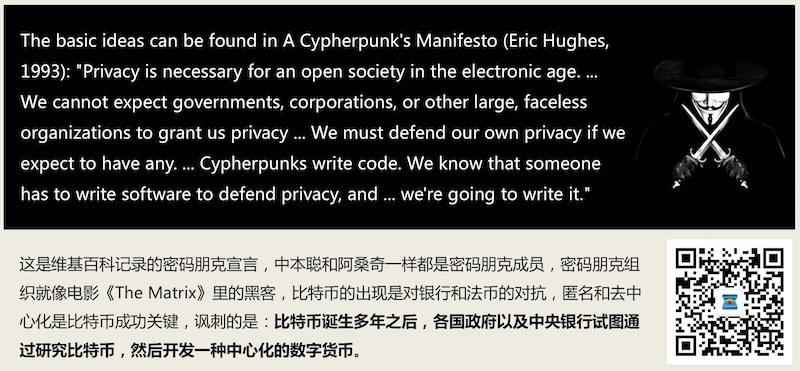 The basic ideas can be found in A Cypherpunk's Manifesto (Eric Hughes,
1993): "Privacy is necessary for an open society in the electronic age. ...
We cannot expect governments, corporations, or other large, faceless
organizations to grant us privacy ... We must defend our own privacy if we
expect to have any. ... Cypherpunks write code. We know that someone
has to write software to defend privacy, and ... we're going to write it."
这是维基百科记录的密码朋克宣言，中本聪和阿桑奇一样都是密码朋克成员，密码朋克组
织就像电影《The Matrix》里的黑客，比特币的出现是对银行和法币的对抗，匿名和去中
心化是比特币成功关键，讽刺的是：比特币诞生多年之后，各国政府以及中央银行试图通
过研究比特币，然后开发一种中心化的数字货币。